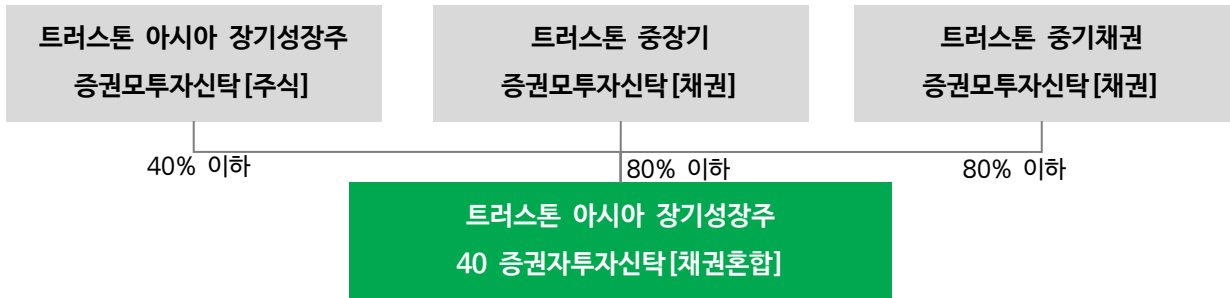 트러스톤 아시아 장기성장주
증권모투자신탁[주식]
트러스톤 중장기
증권모투자신탁[채권]
트러스톤 중기채권
증권모투자신탁[채권]
40% 이하
80% 이하
80% 이하
트러스톤 아시아 장기성장주
40 증권자투자신탁[채권혼합]